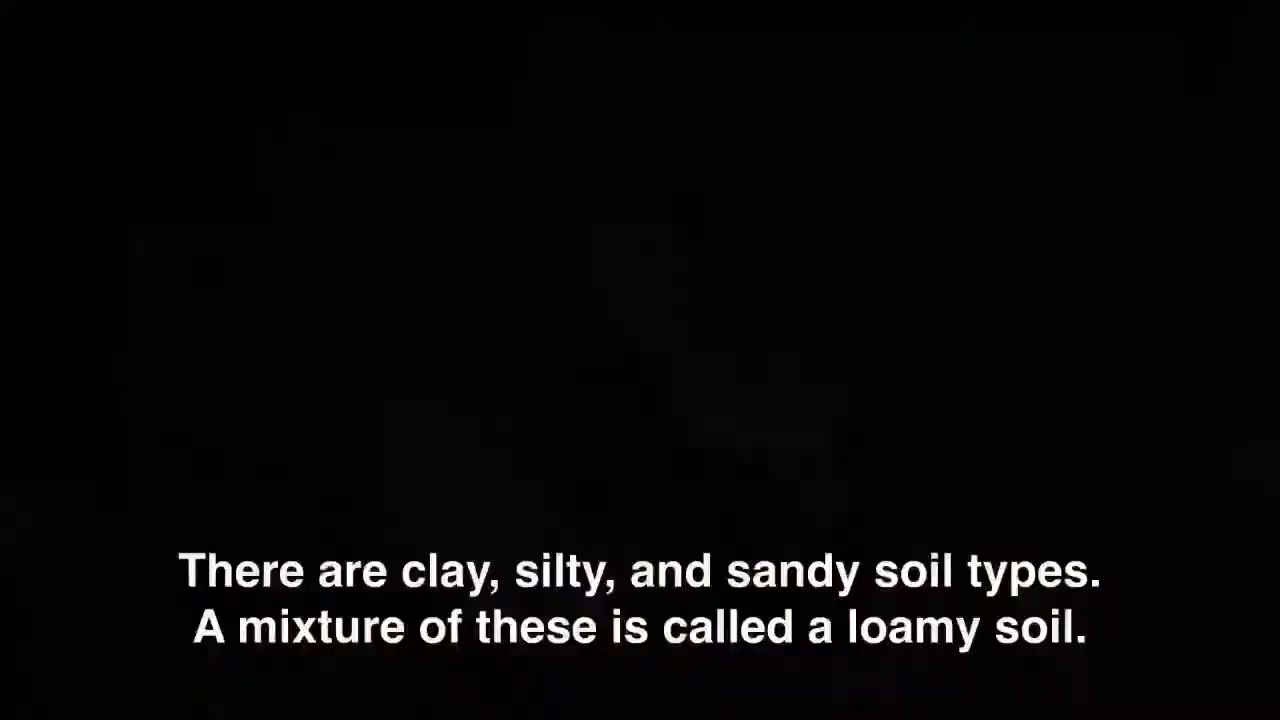 There are clay, silty, and sandy soil types.
A mixture of these is called a loamy soil.